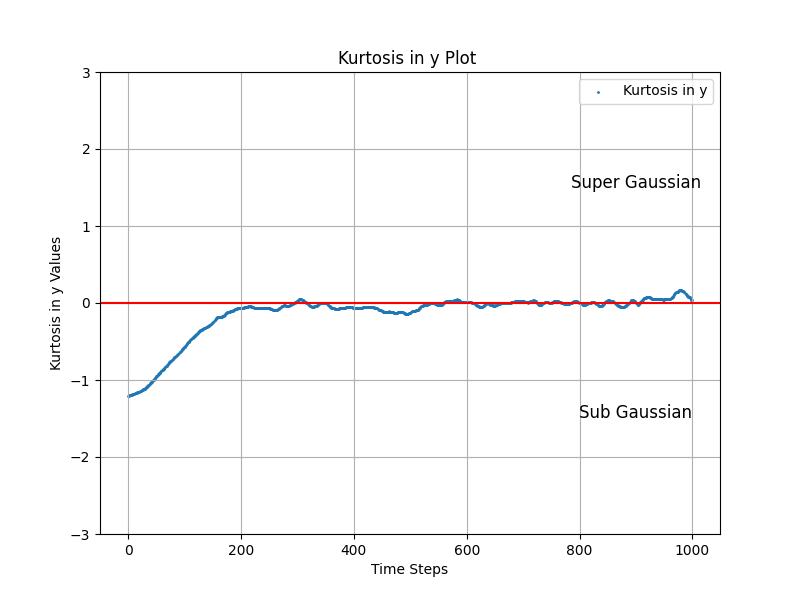 Kurtosis in y Plot
Kurtosis in y
3
2
1
0
−1
−2
−3
Kurtosis in y Values
Super Gaussian
Sub Gaussian
0 200 400 600 800 1000
Time Steps